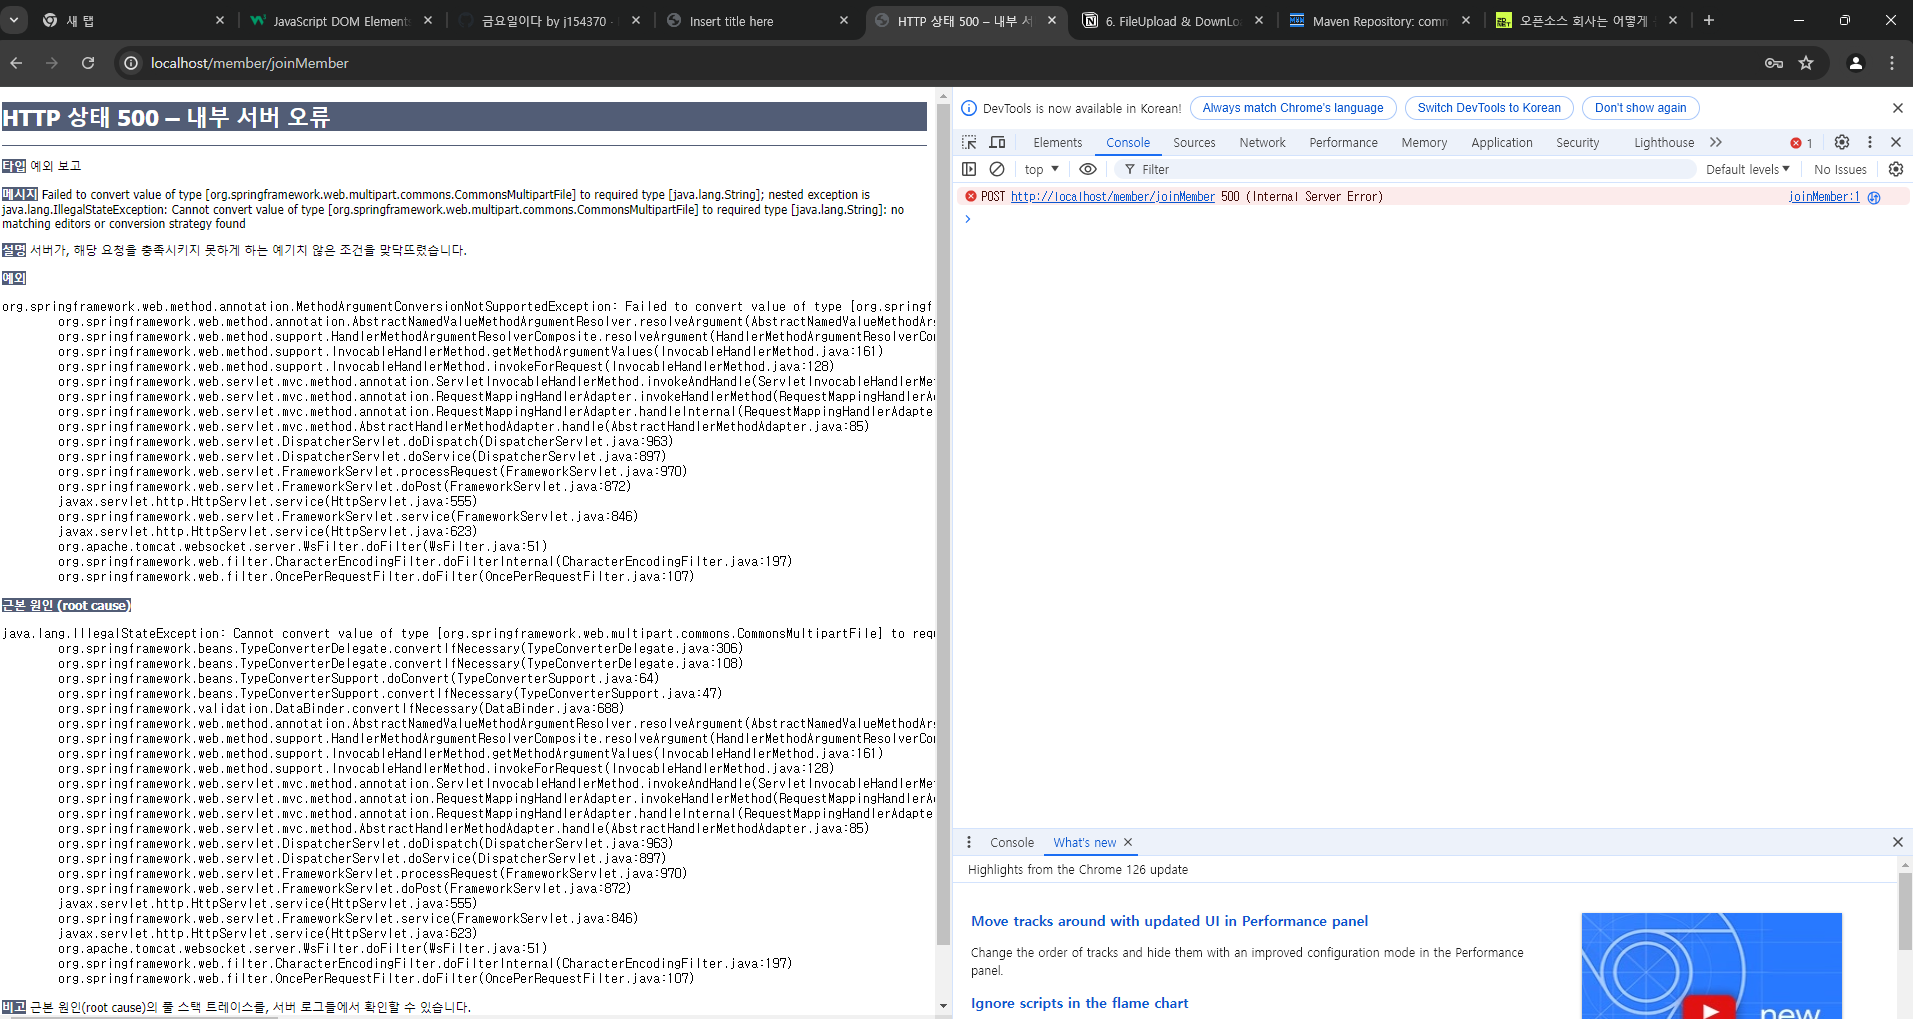 새 탭
JavaScript DOM Elements
금요일이다 by j154370 -
Insert title here
HTTP 상태 500 – 내부 서
6. FileUpload & DownLo
Maven Repository: comm
오픈소스 회사는 어떻게
localhost/member/joinMember
HTTP 상태 500 – 내부 서버 오류
타입 예외 보고
메시지 Failed to convert value of type [org.springframework.web.multipart.commons.CommonsMultipartFile] to required type [java.lang.String]; nested exception is
java.lang.IllegalStateException: Cannot convert value of type [org.springframework.web.multipart.commons.CommonsMultipartFile] to required type [java.lang.String]: no
matching editors or conversion strategy found
설명 서버가, 해당 요청을 충족시키지 못하게 하는 예기치 않은 조건을 맞닥뜨렸습니다.
예외
org.springframework.web.method.annotation.MethodArgumentConversionNotSupportedException: Failed to convert value of type [org.springf
org.springframework.web.method.annotation.AbstractNamedValueMethodArgumentResolver.resolveArgument(AbstractNamedValueMethodAr
org.springframework.web.method.support.HandlerMethodArgumentResolverComposite.resolveArgument(HandlerMethodArgumentResolverCo
org.springframework.web.method.support.InvocableHandlerMethod.getMethodArgumentValues(InvocableHandlerMethod.java:161)
org.springframework.web.method.support.InvocableHandlerMethod.invokeForRequest(InvocableHandlerMethod.java:128)
org.springframework.web.servlet.mvc.method.annotation.ServletInvocableHandlerMethod.invokeAndHandle(ServletInvocableHandlerMe
org.springframework.web.servlet.mvc.method.annotation.RequestMappingHandlerAdapter.invokeHandlerMethod(RequestMappingHandlerA
org.springframework.web.servlet.mvc.method.annotation.RequestMappingHandlerAdapter.handleInternal(RequestMappingHandlerAdapte
org.springframework.web.servlet.mvc.method.AbstractHandlerMethodAdapter.handle(AbstractHandlerMethodAdapter.java:85)
org.springframework.web.servlet.DispatcherServlet.doDispatch(DispatcherServlet.java:963)
org.springframework.web.servlet.DispatcherServlet.doService(DispatcherServlet.java:897)
org.springframework.web.servlet.FrameworkServlet.processRequest(FrameworkServlet.java:970)
org.springframework.web.servlet.FrameworkServlet.doPost(FrameworkServlet.java:872)
javax.servlet.http.HttpServlet.service(HttpServlet.java:555)
org.springframework.web.servlet.FrameworkServlet.service(FrameworkServlet.java:846)
javax.servlet.http.HttpServlet.service(HttpServlet.java:623)
org.apache.tomcat.websocket.server.WsFilter.doFilter(WsFilter.java:51)
org.springframework.web.filter.CharacterEncodingFilter.doFilterInternal(CharacterEncodingFilter.java:197)
org.springframework.web.filter.OncePerRequestFilter.doFilter(OncePerRequestFilter.java:107)
근본 원인 (root cause)
java.lang.IllegalStateException: Cannot convert value of type [org.springframework.web.multipart.commons.CommonsMultipartFile] to req
org.springframework.beans.TypeConverterDelegate.convertIfNecessary(TypeConverterDelegate.java:306)
org.springframework.beans.TypeConverterDelegate.convertIfNecessary(TypeConverterDelegate.java:108)
org.springframework.beans.TypeConverterSupport.doConvert(TypeConverterSupport.java:64)
org.springframework.beans.TypeConverterSupport.convertIfNecessary(TypeConverterSupport.java:47)
org.springframework.validation.DataBinder.convertIfNecessary(DataBinder.java:688)
org.springframework.web.method.annotation.AbstractNamedValueMethodArgumentResolver.resolveArgument(AbstractNamedValueMethodAr
org.springframework.web.method.support.HandlerMethodArgumentResolverComposite.resolveArgument(HandlerMethodArgumentResolverCo
org.springframework.web.method.support.InvocableHandlerMethod.getMethodArgumentValues(InvocableHandlerMethod.java:161)
org.springframework.web.method.support.InvocableHandlerMethod.invokeForRequest(InvocableHandlerMethod.java:128)
org.springframework.web.servlet.mvc.method.annotation.ServletInvocableHandlerMethod.invokeAndHandle(ServletInvocableHandlerMe
org.springframework.web.servlet.mvc.method.annotation.RequestMappingHandlerAdapter.invokeHandlerMethod(RequestMappingHandlerA
org.springframework.web.servlet.mvc.method.annotation.RequestMappingHandlerAdapter.handleInternal(RequestMappingHandlerAdapte
org.springframework.web.servlet.mvc.method.AbstractHandlerMethodAdapter.handle(AbstractHandlerMethodAdapter.java:85)
org.springframework.web.servlet.DispatcherServlet.doDispatch(DispatcherServlet.java:963)
org.springframework.web.servlet.DispatcherServlet.doService(DispatcherServlet.java:897)
org.springframework.web.servlet.FrameworkServlet.processRequest(FrameworkServlet.java:970)
org.springframework.web.servlet.FrameworkServlet.doPost(FrameworkServlet.java:872)
javax.servlet.http.HttpServlet.service(HttpServlet.java:555)
org.springframework.web.servlet.FrameworkServlet.service(FrameworkServlet.java:846)
javax.servlet.http.HttpServlet.service(HttpServlet.java:623)
org.apache.tomcat.websocket.server.WsFilter.doFilter(WsFilter.java:51)
org.springframework.web.filter.CharacterEncodingFilter.doFilterInternal(CharacterEncodingFilter.java:197)
org.springframework.web.filter.OncePerRequestFilter.doFilter(OncePerRequestFilter.java:107)
비고 근본 원인(root cause)의 풀 스택 트레이스를, 서버 로그들에서 확인할 수 있습니다.
DevTools is now available in Korean! Always match Chrome's language Switch DevTools to Korean Don't show again
Elements Console Sources Network Performance Memory Application Security Lighthouse 1
top Filter Default levels No Issues
POST http://localhost/member/joinMember 500 (Internal Server Error) joinMember:1
Console What's new
Highlights from the Chrome 126 update
Move tracks around with updated UI in Performance panel
Change the order of tracks and hide them with an improved configuration mode in the Performance
panel.
Ignore scripts in the flame chart
new